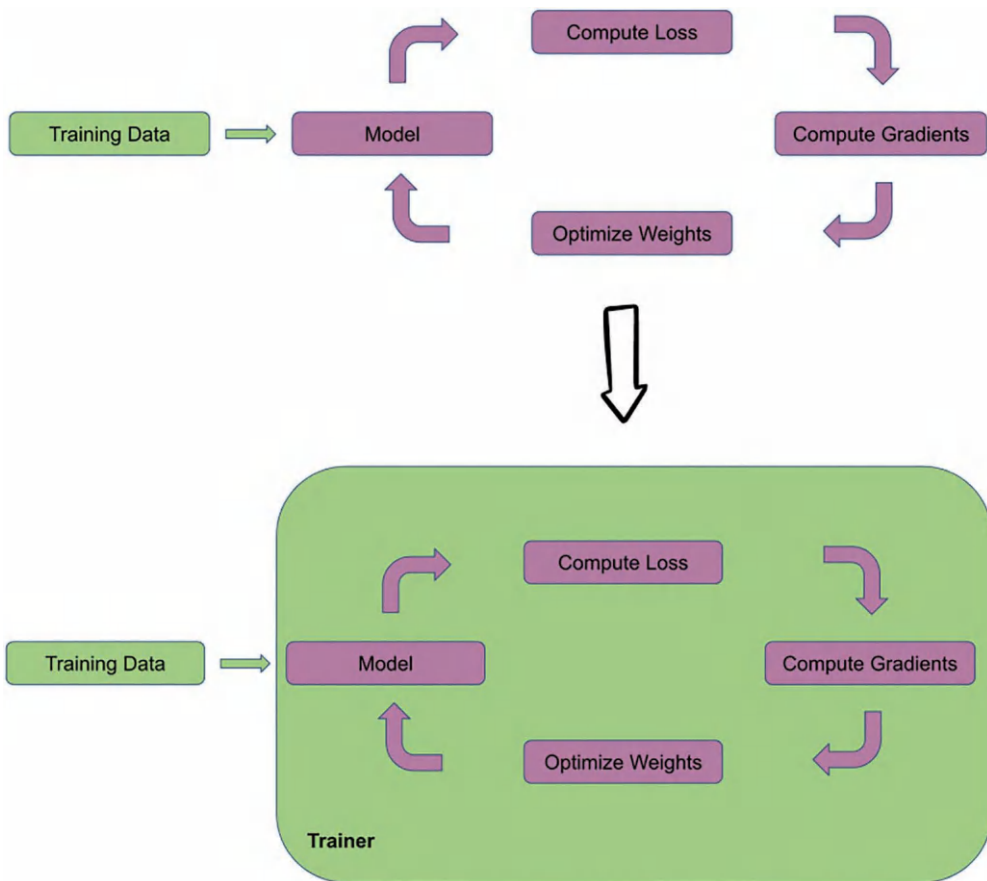 Compute Loss
Training Data
Model
Compute Gradients
Optimize Weights
Compute Loss
Training Data
Model
Compute Gradients
Optimize Weights
Trainer